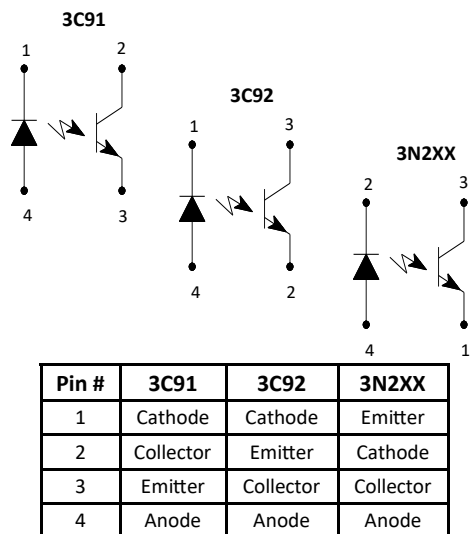 3C91
1 2
4 3
3C92
1 3
4 2
3N2XX
2 3
4 1
Pin # 3C91 3C92 3N2XX
1 Cathode Cathode Emitter
2 Collector Emitter Cathode
3 Emitter Collector Collector
4 Anode Anode Anode